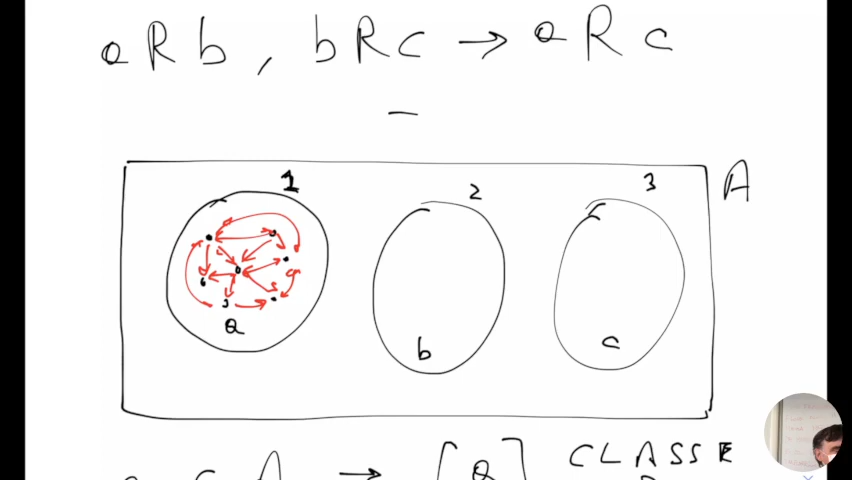 aRb, bRc → aRc
1 2 3 A
a b c
a ∈ A → [a] CLASSE